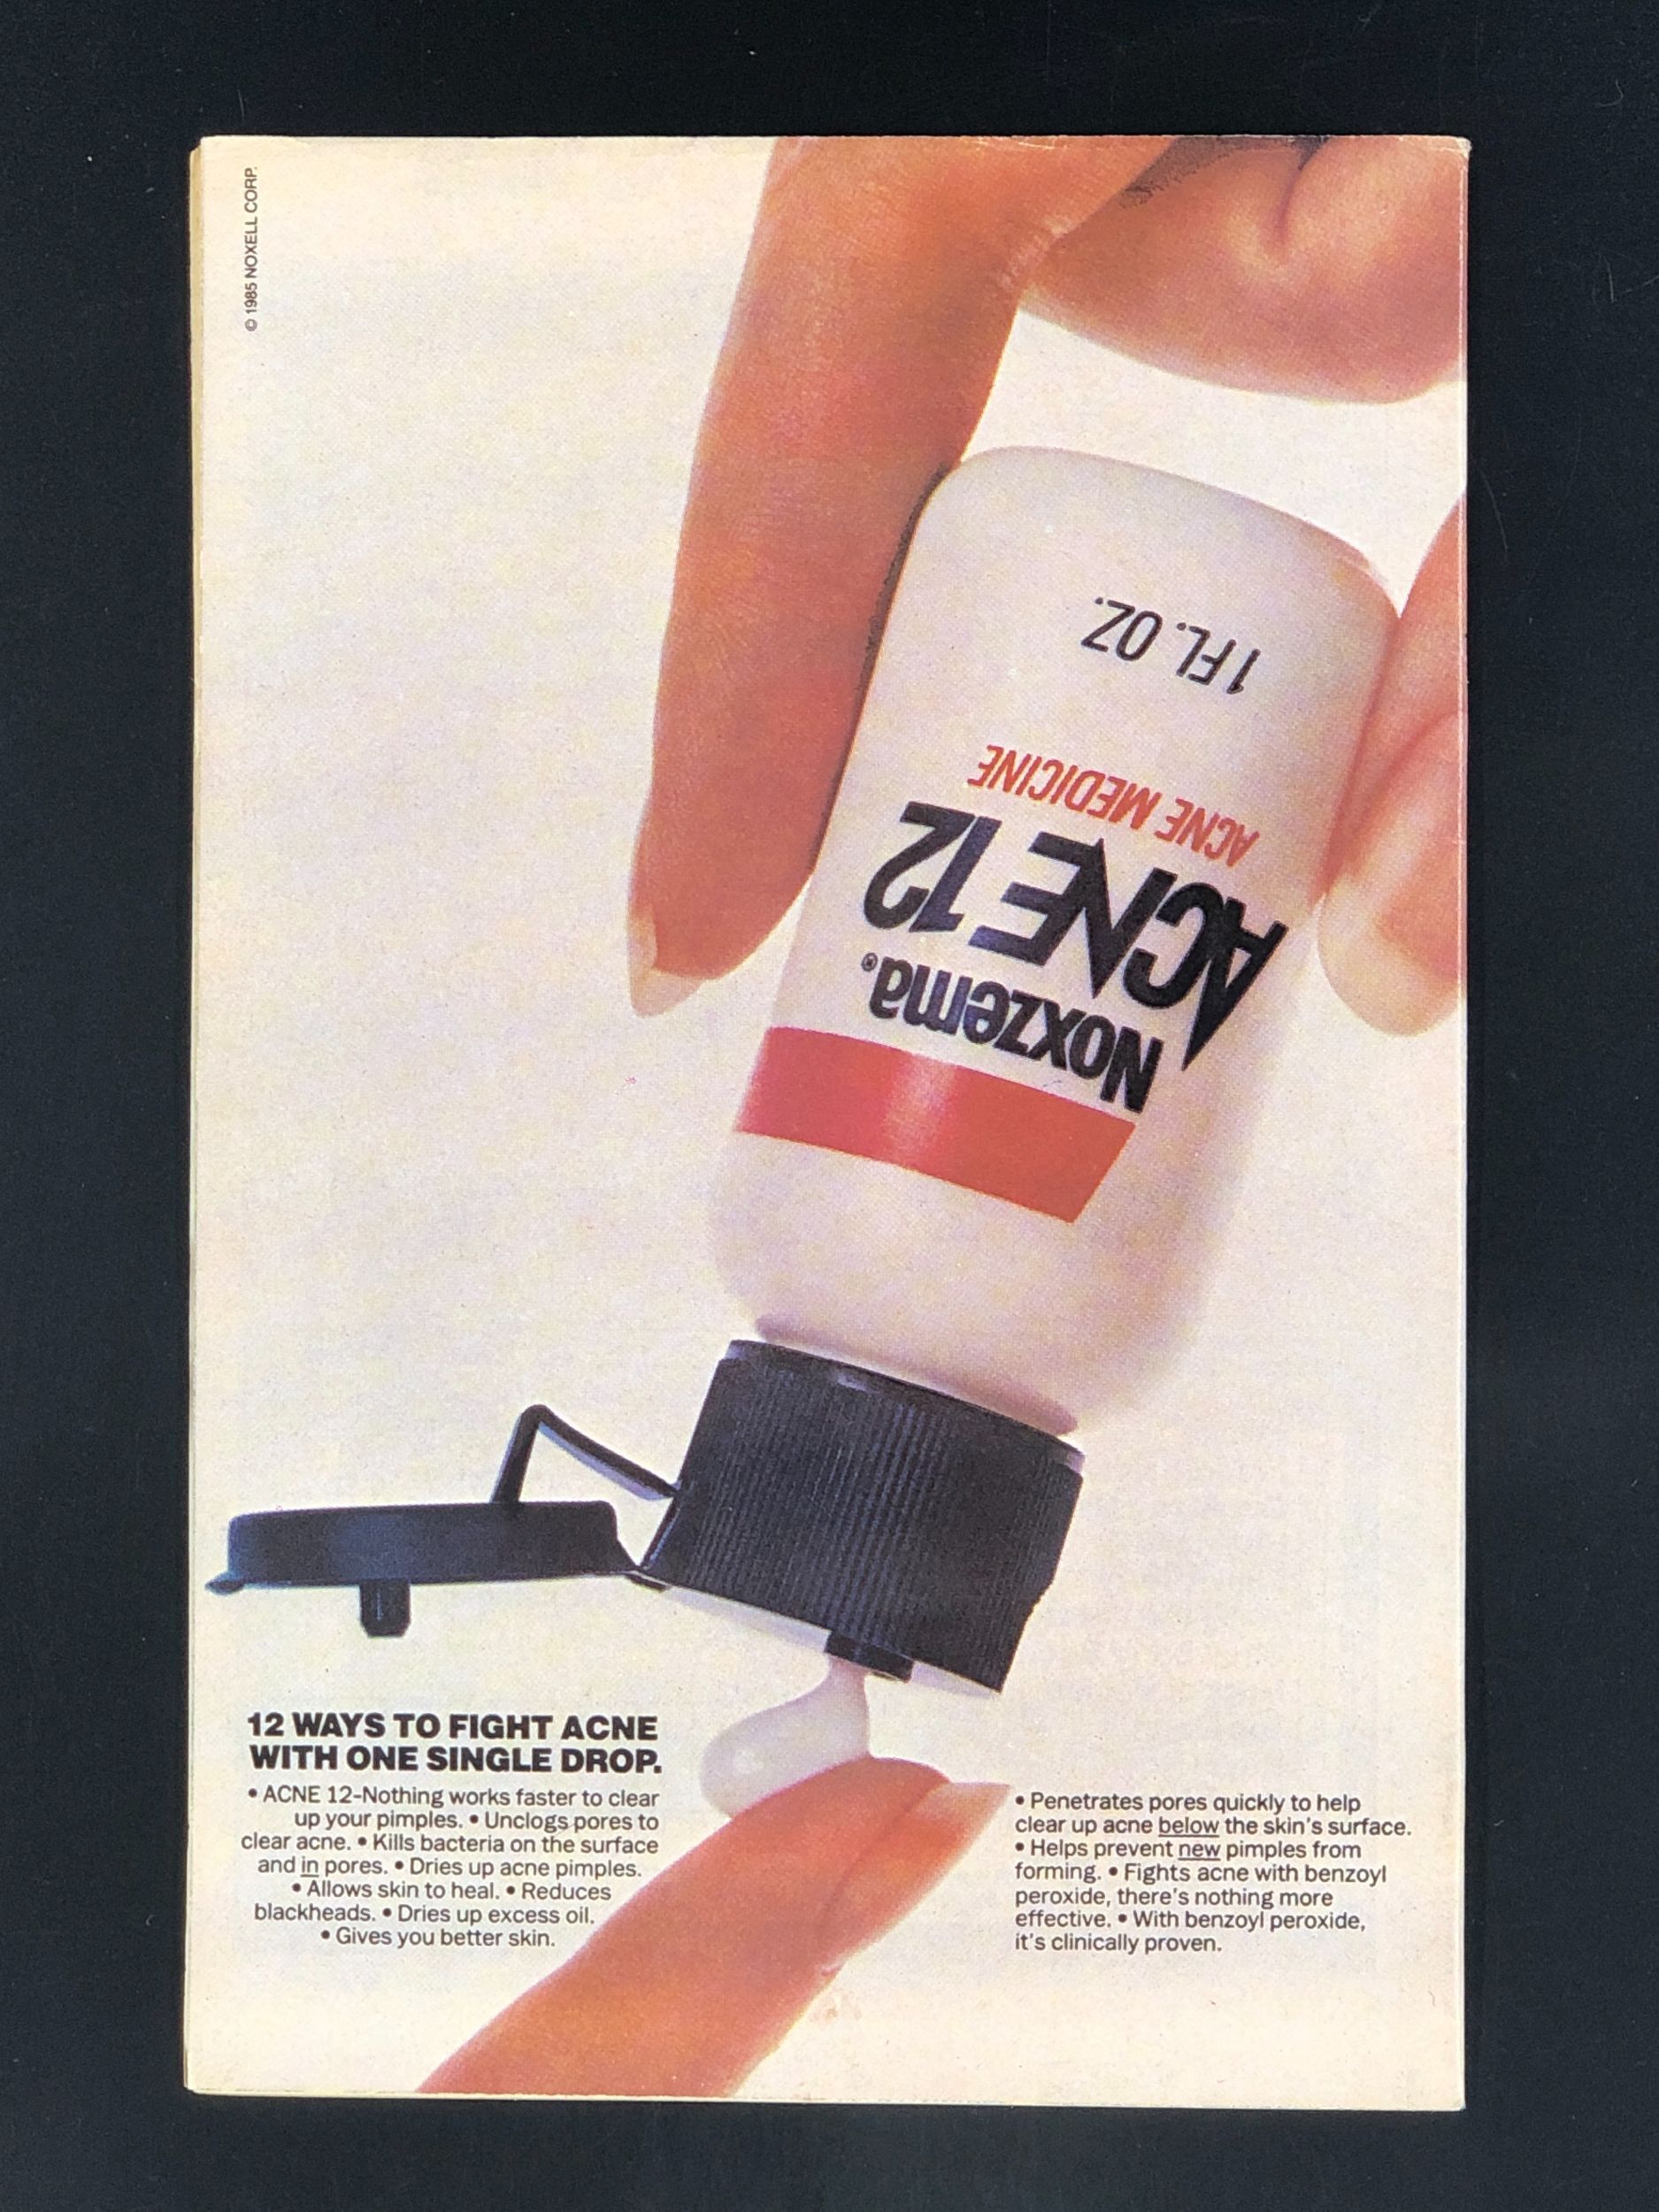 © 1985 NOXELL CORP.
1 FL. OZ.
ACNE MEDICINE
ACNE 12
Noxzema®
12 WAYS TO FIGHT ACNE
WITH ONE SINGLE DROP.
• ACNE 12–Nothing works faster to clear
up your pimples. • Unclogs pores to
clear acne. • Kills bacteria on the surface
and in pores. • Dries up acne pimples.
• Allows skin to heal. • Reduces
blackheads. • Dries up excess oil.
• Gives you better skin.
• Penetrates pores quickly to help
clear up acne below the skin's surface.
• Helps prevent new pimples from
forming. • Fights acne with benzoyl
peroxide, there's nothing more
effective. • With benzoyl peroxide,
it's clinically proven.